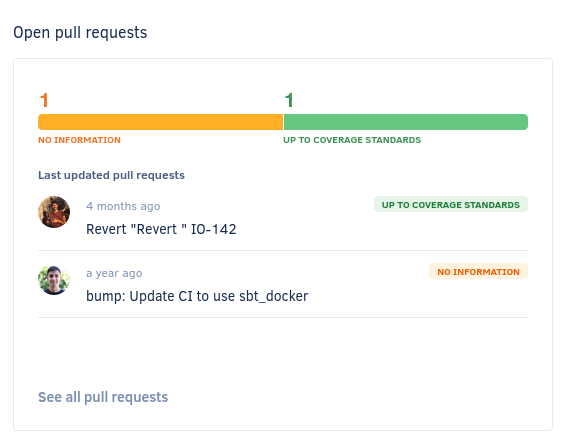 Open pull requests
1 1
NO INFORMATION UP TO COVERAGE STANDARDS
Last updated pull requests
4 months ago UP TO COVERAGE STANDARDS
Revert "Revert " IO-142
a year ago NO INFORMATION
bump: Update CI to use sbt_docker
See all pull requests